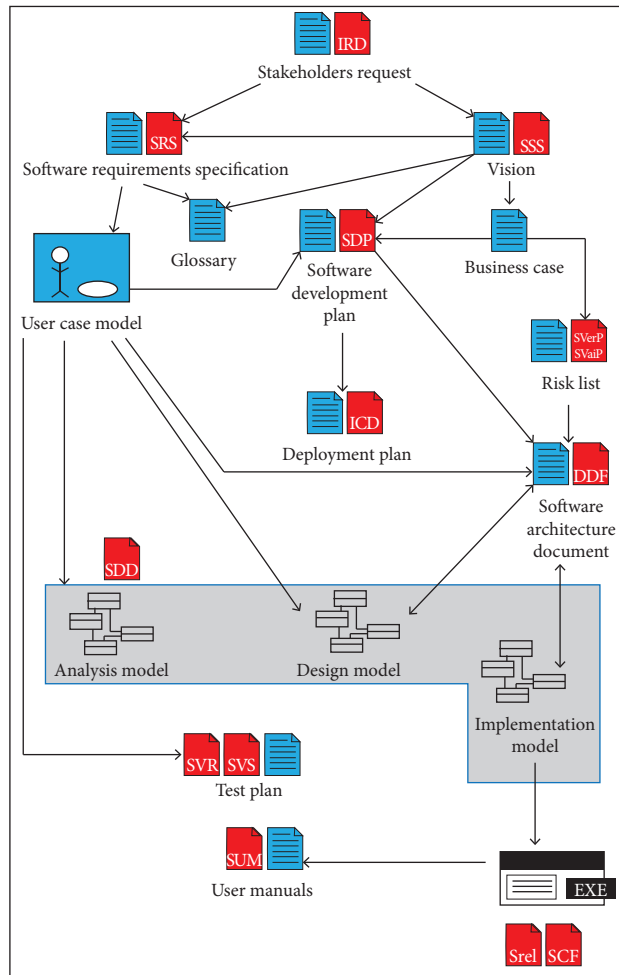 IRD
Stakeholders request
SRS
SSS
Software requirements specification
Vision
SDP
Glossary
Software
development
plan
Business case
User case model
SVerP
SVaiP
Risk list
ICD
Deployment plan
DDF
Software
architecture
document
SDD
Analysis model
Design model
Implementation
model
SVR
SVS
Test plan
SUM
User manuals
EXE
Srel
SCF